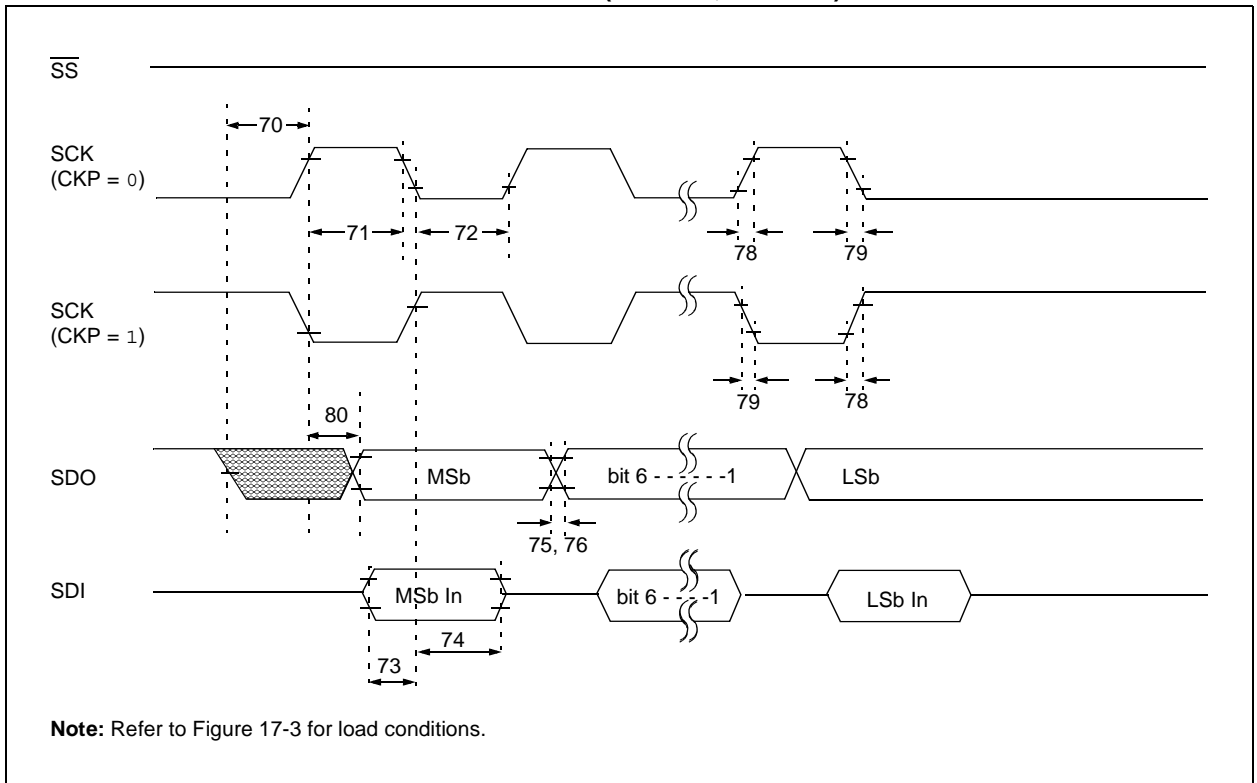 SS
70
SCK
(CKP = 0)
71
72
78
79
SCK
(CKP = 1)
79
78
80
SDO
MSb
bit 6 - - - - - -1
LSb
75, 76
SDI
MSb In
bit 6 - - - - -1
LSb In
74
73
Note: Refer to Figure 17-3 for load conditions.